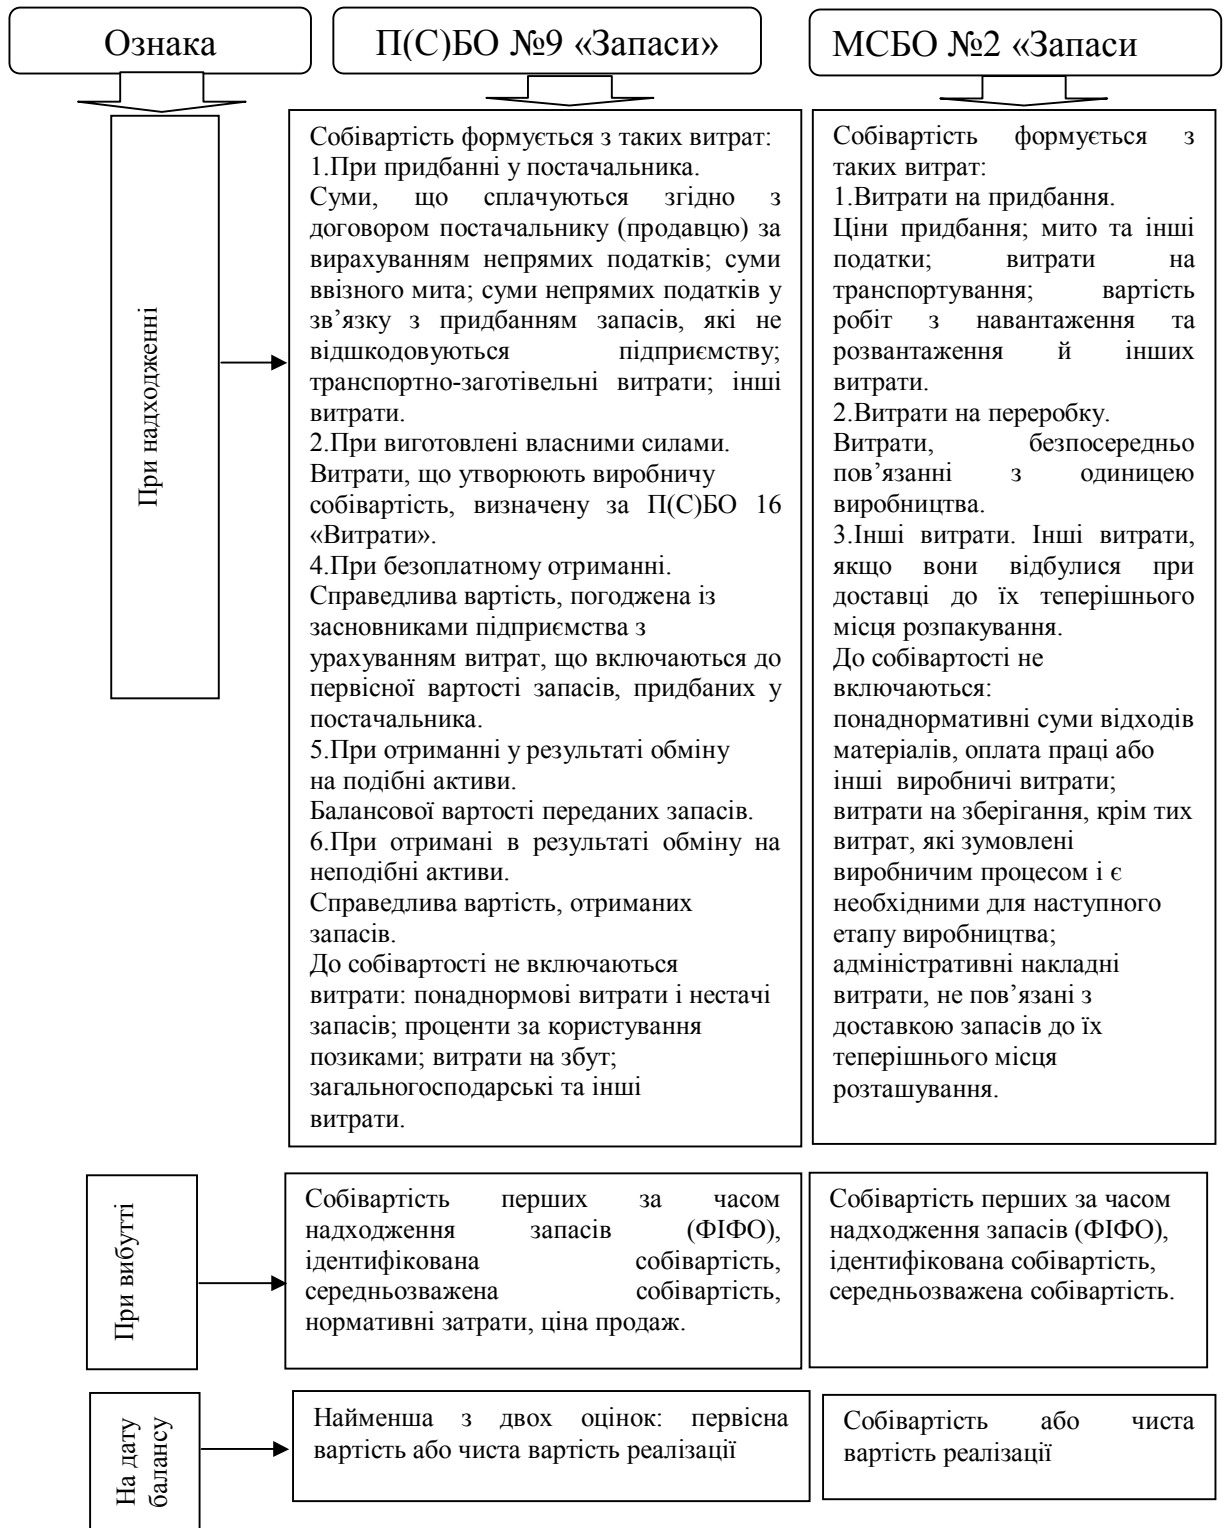 Ознака
П(С)БО №9 «Запаси»
МСБО №2 «Запаси
При надходженні
Собівартість формується з таких витрат:
1.При придбанні у постачальника.
Суми, що сплачуються згідно з
договором постачальнику (продавцю) за
вирахуванням непрямих податків; суми
ввізного мита; суми непрямих податків у
зв’язку з придбанням запасів, які не
відшкодовуються підприємству;
транспортно-заготівельні витрати; інші
витрати.
2.При виготовлені власними силами.
Витрати, що утворюють виробничу
собівартість, визначену за П(С)БО 16
«Витрати».
4.При безоплатному отриманні.
Справедлива вартість, погоджена із
засновниками підприємства з
урахуванням витрат, що включаються до
первісної вартості запасів, придбаних у
постачальника.
5.При отриманні у результаті обміну
на подібні активи.
Балансової вартості переданих запасів.
6.При отримані в результаті обміну на
неподібні активи.
Справедлива вартість, отриманих
запасів.
До собівартості не включаються
витрати: понаднормові витрати і нестачі
запасів; проценти за користування
позиками; витрати на збут;
загальногосподарські та інші
витрати.
Собівартість формується з
таких витрат:
1.Витрати на придбання.
Ціни придбання; мито та інші
податки; витрати на
транспортування; вартість
робіт з навантаження та
розвантаження й інших
витрати.
2.Витрати на переробку.
Витрати, безпосередньо
пов’язанні з одиницею
виробництва.
3.Інші витрати. Інші витрати,
якщо вони відбулися при
доставці до їх теперішнього
місця розпакування.
До собівартості не
включаються:
понаднормативні суми відходів
матеріалів, оплата праці або
інші виробничі витрати;
витрати на зберігання, крім тих
витрат, які зумовлені
виробничим процесом і є
необхідними для наступного
етапу виробництва;
адміністративні накладні
витрати, не пов’язані з
доставкою запасів до їх
теперішнього місця
розташування.
При вибутті
Собівартість перших за часом
надходження запасів (ФІФО),
ідентифікована собівартість,
середньозважена собівартість,
нормативні затрати, ціна продаж.
Собівартість перших за часом
надходження запасів (ФІФО),
ідентифікована собівартість,
середньозважена собівартість.
На дату
балансу
Найменша з двох оцінок: первісна
вартість або чиста вартість реалізації
Собівартість або чиста
вартість реалізації